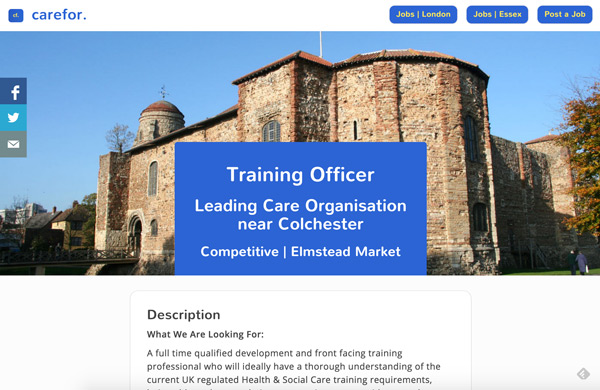 cf.
carefor.
Jobs | London
Jobs | Essex
Post a Job
Training Officer
Leading Care Organisation
near Colchester
Competitive | Elmstead Market
Description
What We Are Looking For:
A full time qualified development and front facing training
professional who will ideally have a thorough understanding of the
current UK regulated Health & Social Care training requirements,